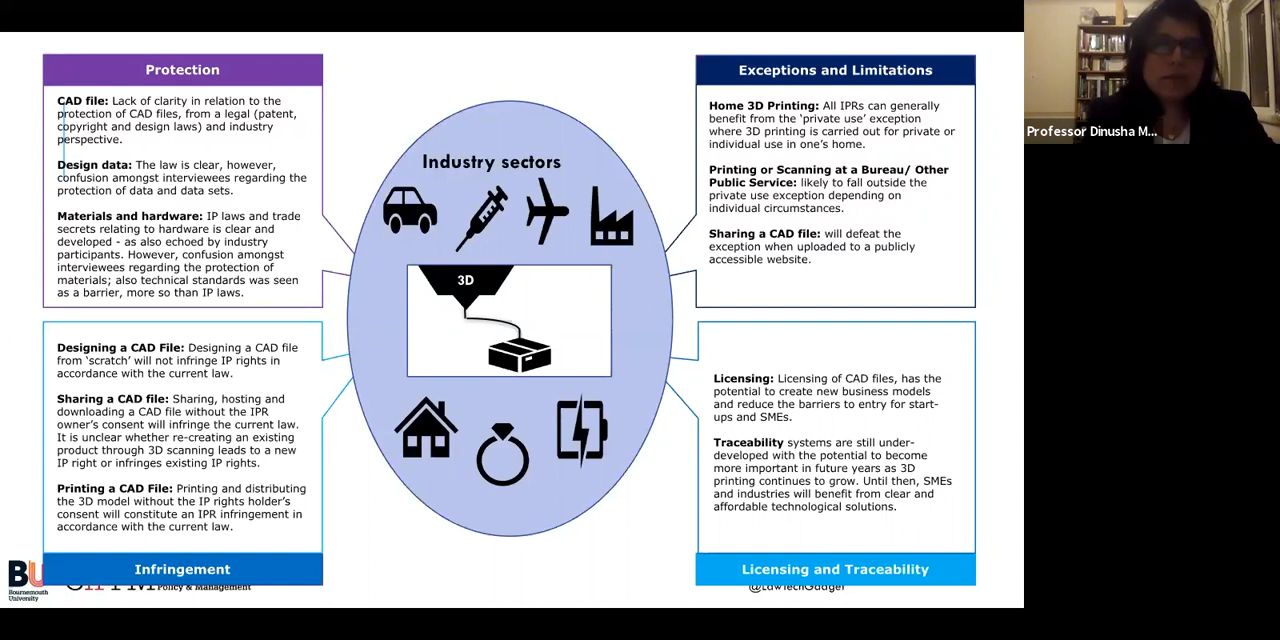 Protection
CAD file: Lack of clarity in relation to the
protection of CAD files, from a legal (patent,
copyright and design laws) and industry
perspective.
Design data: The law is clear, however,
confusion amongst interviewees regarding the
protection of data and data sets.
Materials and hardware: IP laws and trade
secrets relating to hardware is clear and
developed - as also echoed by industry
participants. However, confusion amongst
interviewees regarding the protection of
materials; also technical standards was seen
as a barrier, more so than IP laws.
Designing a CAD File: Designing a CAD file
from ‘scratch’ will not infringe IP rights in
accordance with the current law.
Sharing a CAD file: Sharing, hosting and
downloading a CAD file without the IPR
owner’s consent will infringe the current law.
It is unclear whether re-creating an existing
product through 3D scanning leads to a new
IP right or infringes existing IP rights.
Printing a CAD File: Printing and distributing
the 3D model without the IP rights holder’s
consent will constitute an IPR infringement in
accordance with the current law.
Infringement
Industry sectors
3D
Exceptions and Limitations
Home 3D Printing: All IPRs can generally
benefit from the ‘private use’ exception
where 3D printing is carried out for private or
individual use in one’s home.
Printing or Scanning at a Bureau/ Other
Public Service: likely to fall outside the
private use exception depending on
individual circumstances.
Sharing a CAD file: will defeat the
exception when uploaded to a publicly
accessible website.
Licensing: Licensing of CAD files, has the
potential to create new business models
and reduce the barriers to entry for start-
ups and SMEs.
Traceability systems are still under-
developed with the potential to become
more important in future years as 3D
printing continues to grow. Until then, SMEs
and industries will benefit from clear and
affordable technological solutions.
Licensing and Traceability
BU
Bournemouth
University
Policy & Management
@LawTechGadget
Professor Dinusha M...